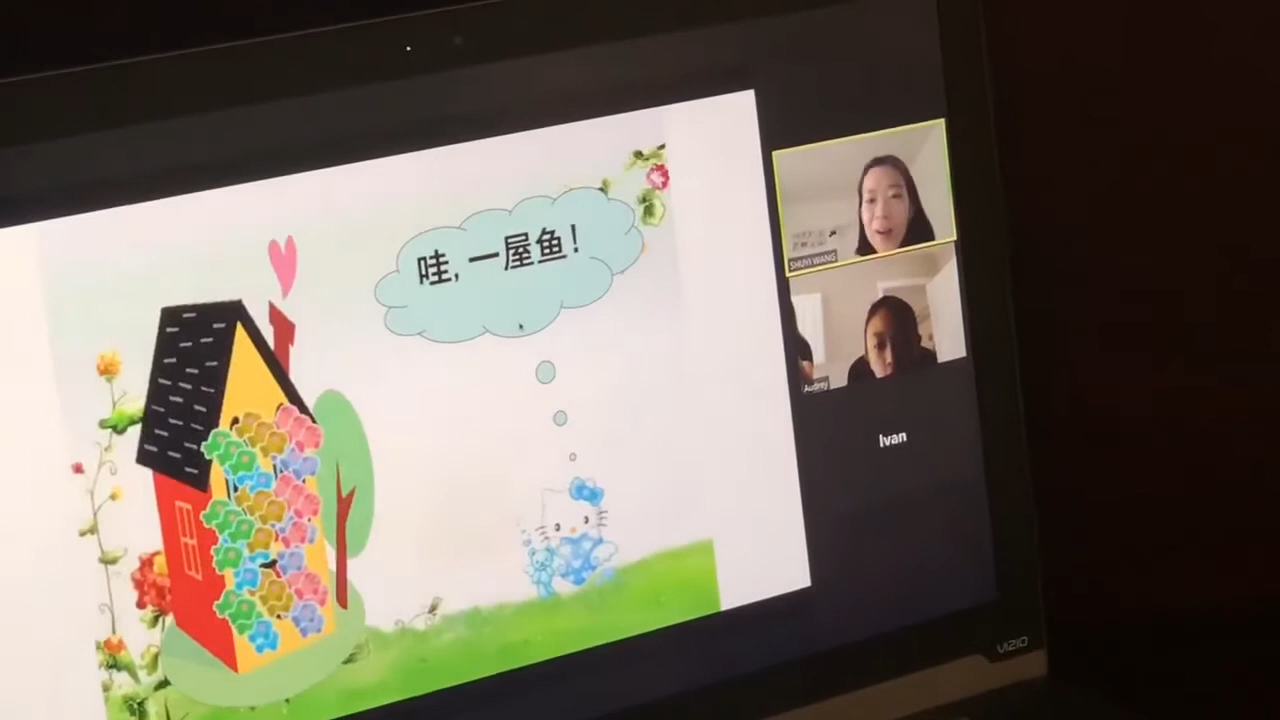 哇,一屋鱼!
SHUYI WANG
Audrey
Ivan
VIZIO